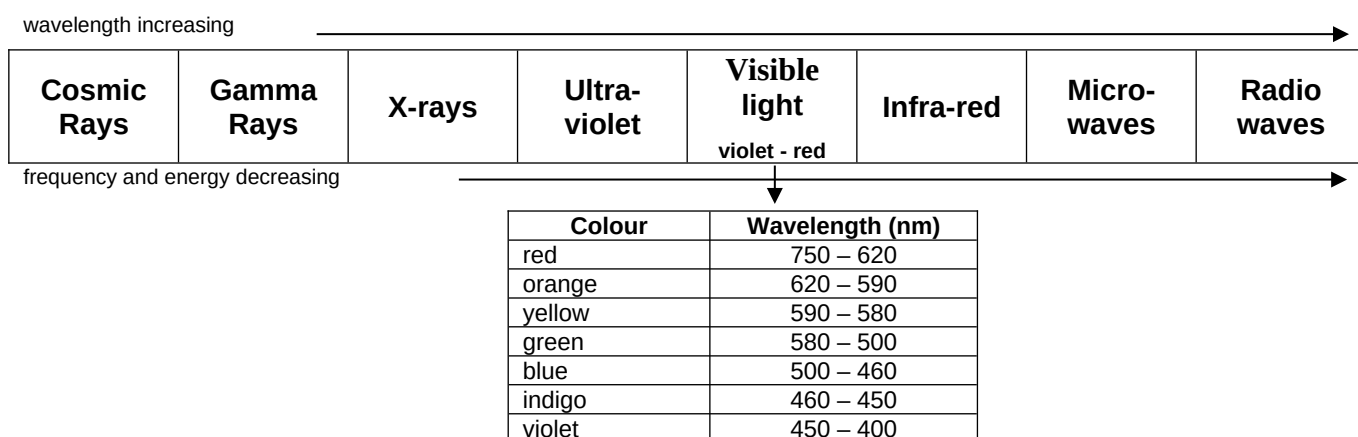 wavelength increasing
Cosmic Rays Gamma Rays X-rays Ultra-violet Visible light violet - red Infra-red Micro-waves Radio waves
frequency and energy decreasing
Colour Wavelength (nm)
red 750 – 620
orange 620 – 590
yellow 590 – 580
green 580 – 500
blue 500 – 460
indigo 460 – 450
violet 450 – 400